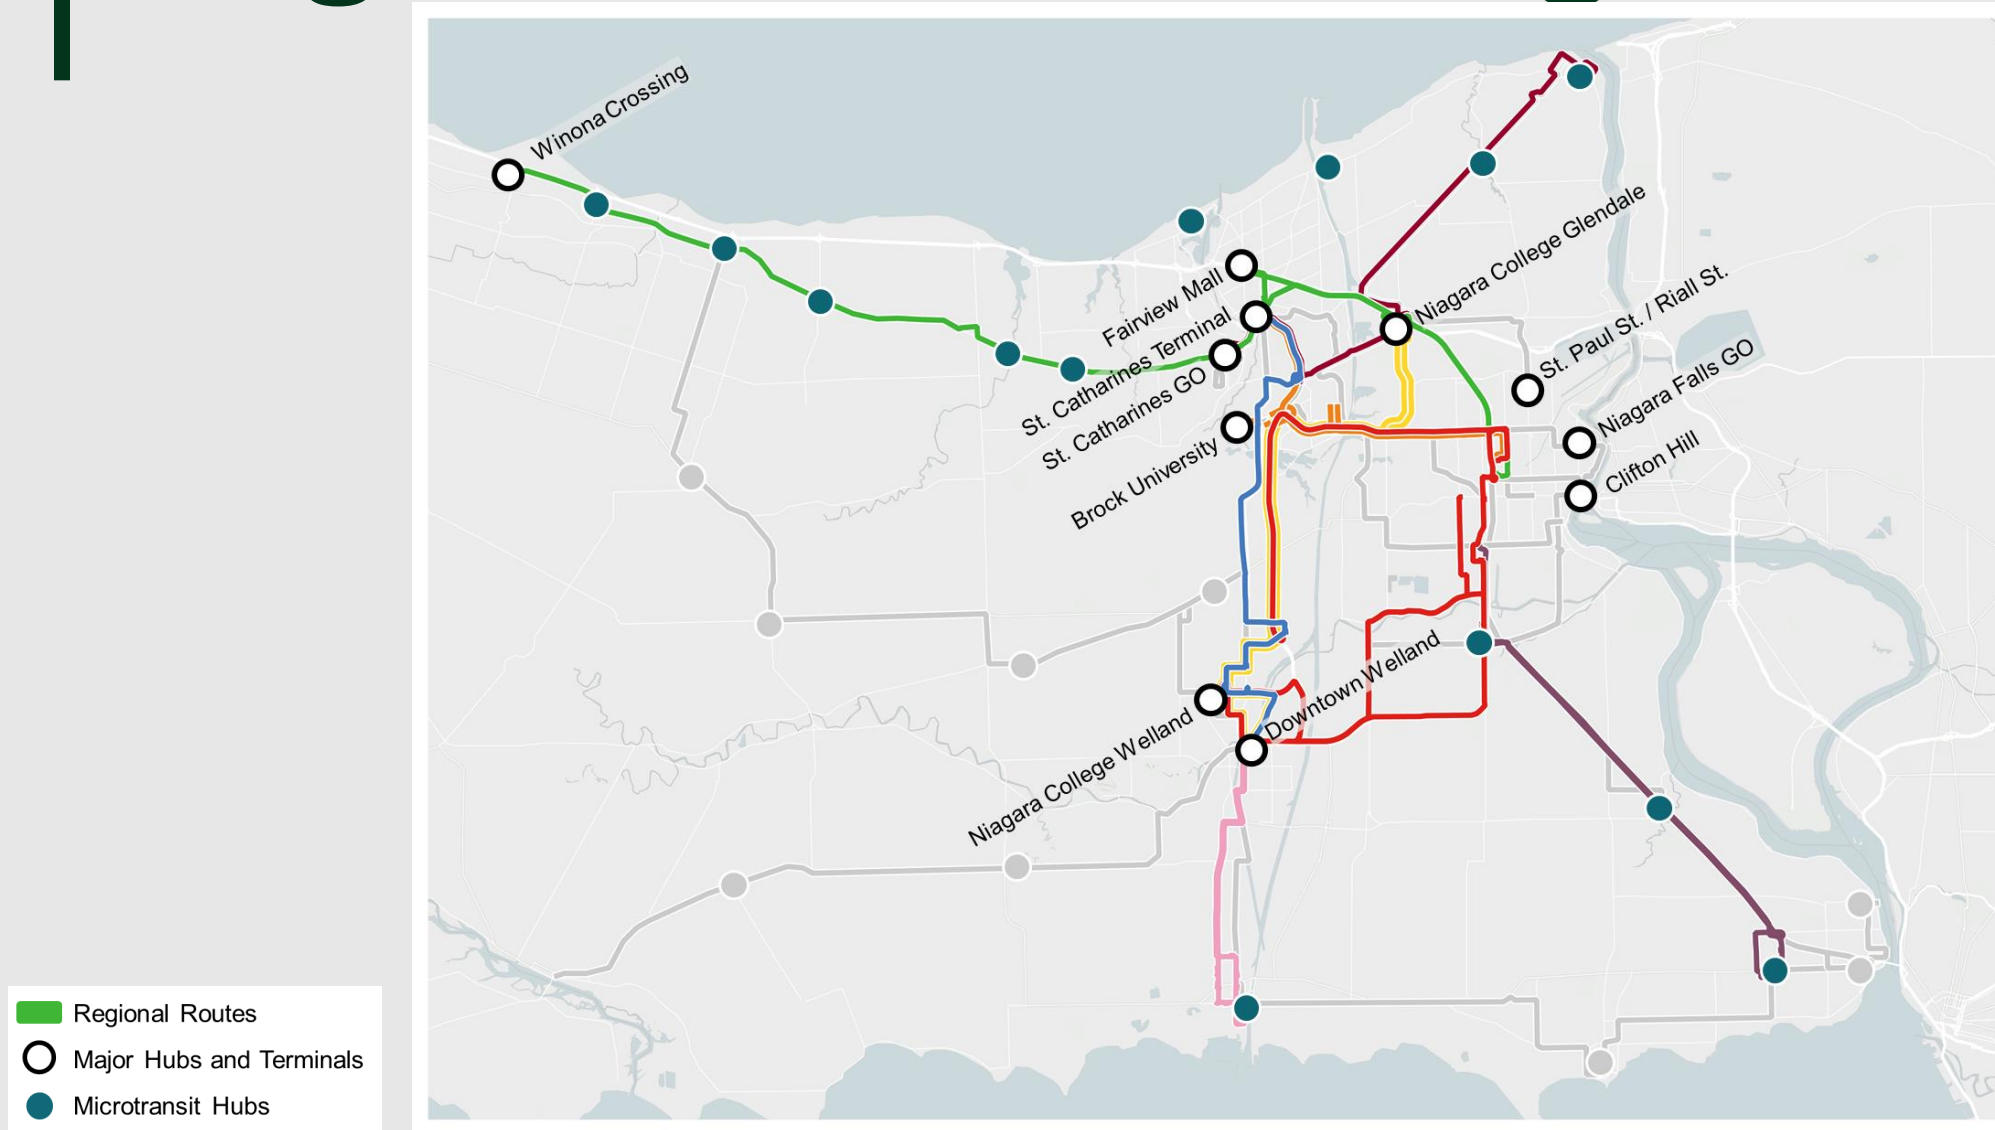 Winona Crossing
Niagara College Glendale
Fairview Mall
St. Paul St. / Riall St.
St. Catharines Terminal
Niagara Falls GO
St. Catharines GO
Clifton Hill
Brock University
Downtown Welland
Niagara College Welland
Regional Routes
Major Hubs and Terminals
Microtransit Hubs